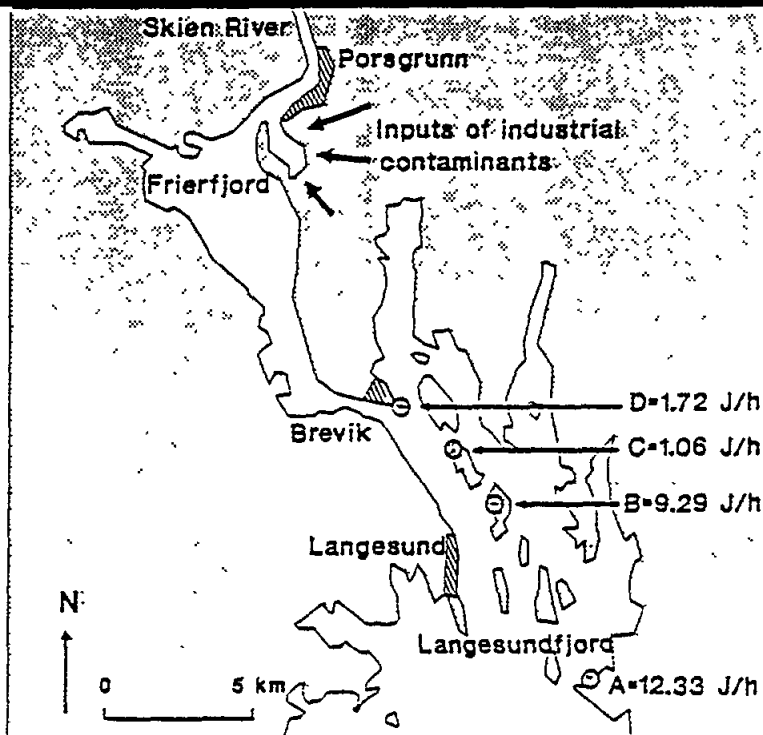 Skien River
Porsgrunn
Inputs of industrial
contaminants
Frierfjord
D=1.72 J/h
Brevik
C=1.06 J/h
B=9.29 J/h
Langesund
N
Langesundfjord
0 5 km
A=12.33 J/h